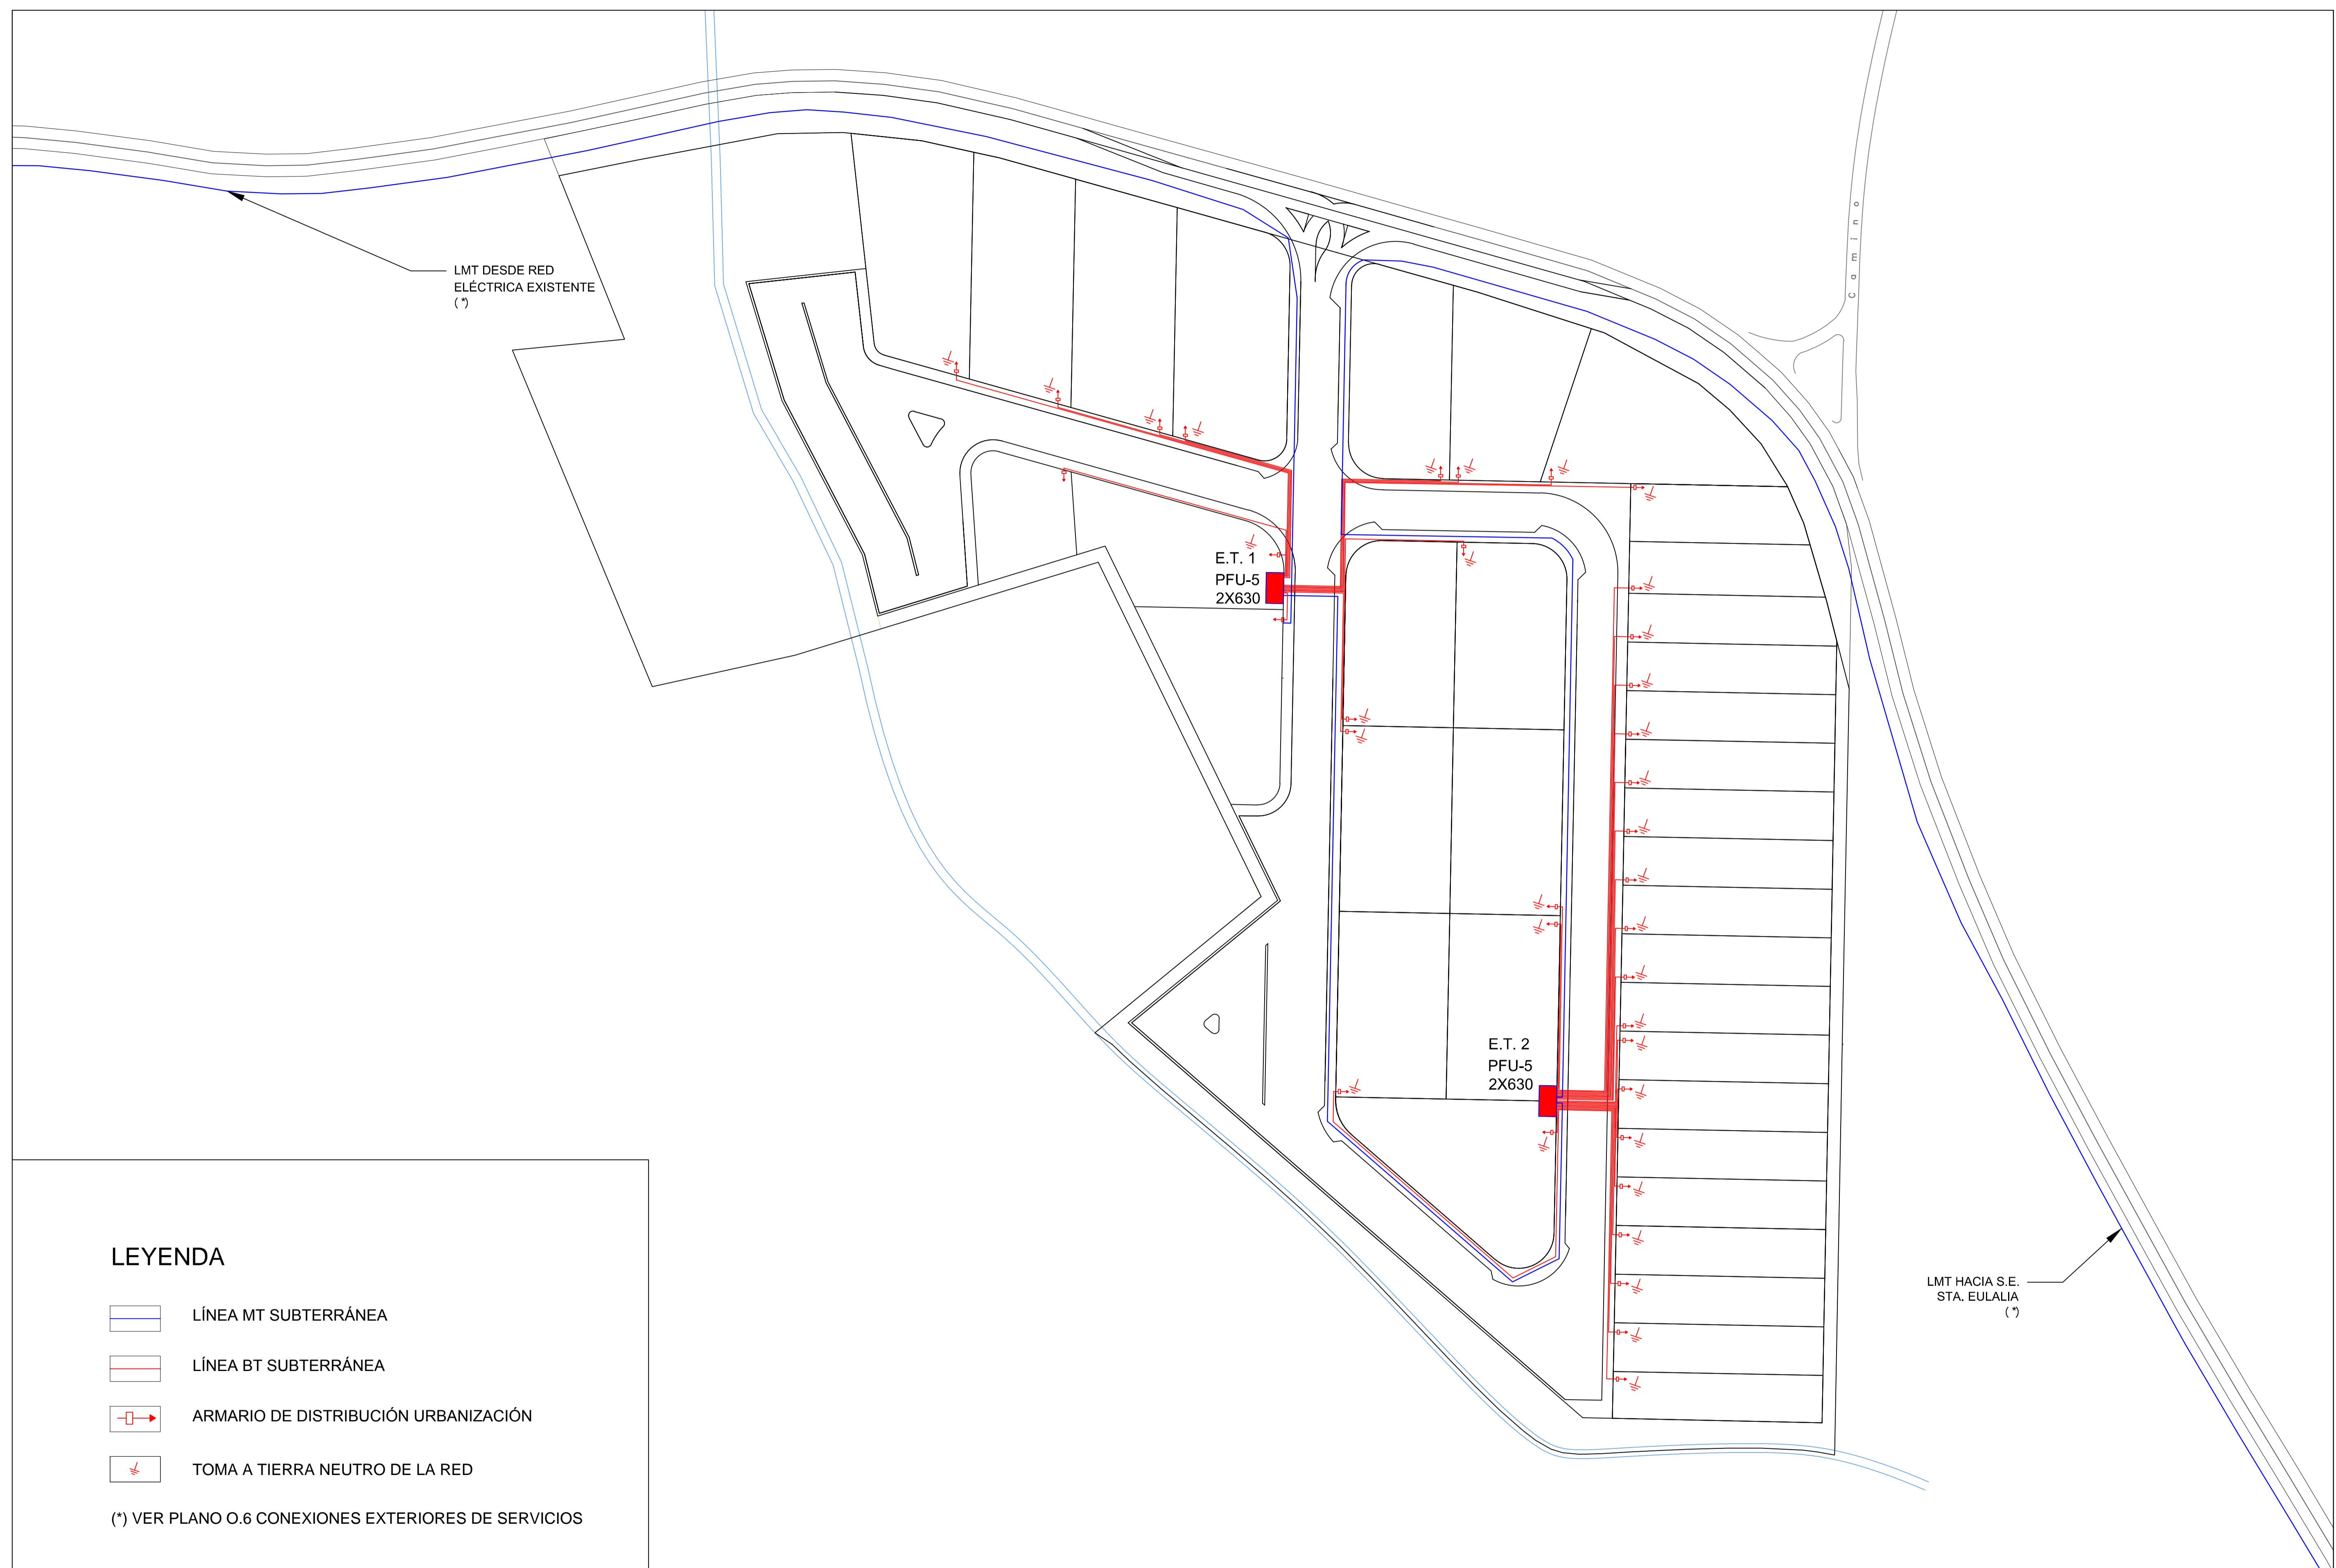 Camino
LMT DESDE RED
ELÉCTRICA EXISTENTE
(*)
E.T. 1
PFU-5
2X630
E.T. 2
PFU-5
2X630
LMT HACIA S.E.
STA. EULALIA
(*)
LEYENDA
LÍNEA MT SUBTERRÁNEA
LÍNEA BT SUBTERRÁNEA
ARMARIO DE DISTRIBUCIÓN URBANIZACIÓN
TOMA A TIERRA NEUTRO DE LA RED
(*) VER PLANO O.6 CONEXIONES EXTERIORES DE SERVICIOS